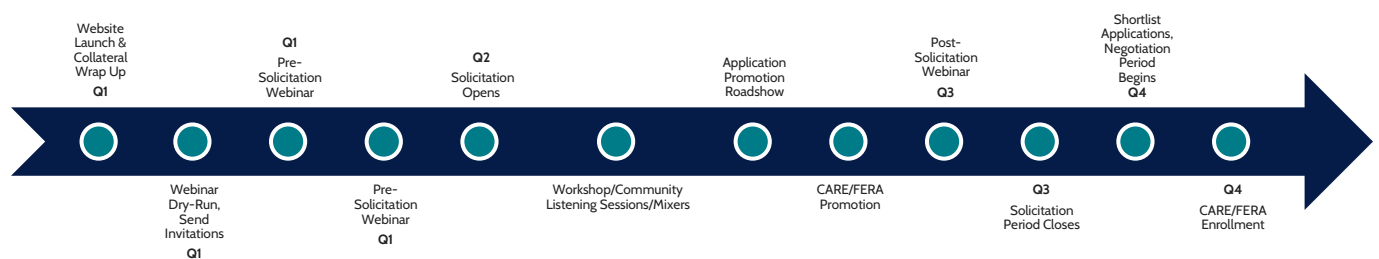 Website
Launch &
Collateral
Wrap Up
Q1
Webinar
Dry-Run,
Send
Invitations
Q1
Q1
Pre-
Solicitation
Webinar
Pre-
Solicitation
Webinar
Q1
Q2
Solicitation
Opens
Workshop/Community
Listening Sessions/Mixers
Application
Promotion
Roadshow
CARE/FERA
Promotion
Post-
Solicitation
Webinar
Q3
Q3
Solicitation
Period Closes
Shortlist
Applications,
Negotiation
Period
Begins
Q4
Q4
CARE/FERA
Enrollment